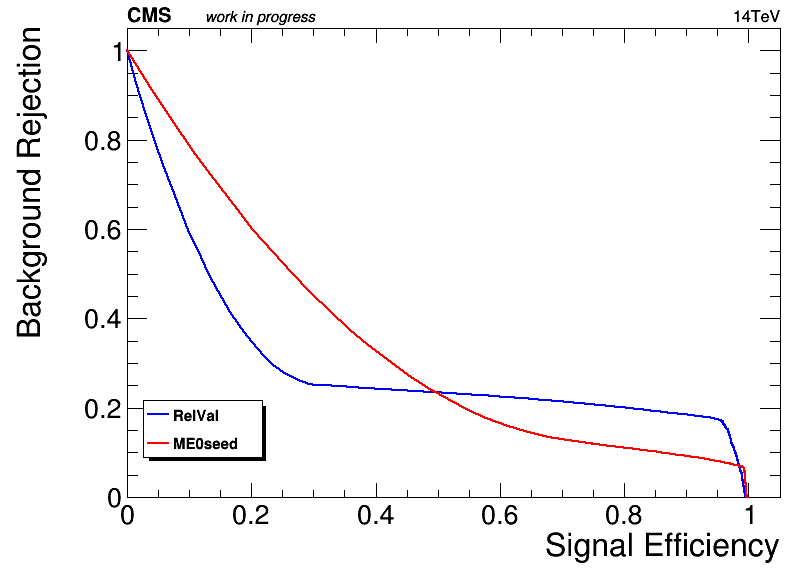 CMS work in progress 14TeV
Background Rejection
1
0.8
0.6
0.4
0.2
0
RelVal
ME0seed
0 0.2 0.4 0.6 0.8 1
Signal Efficiency